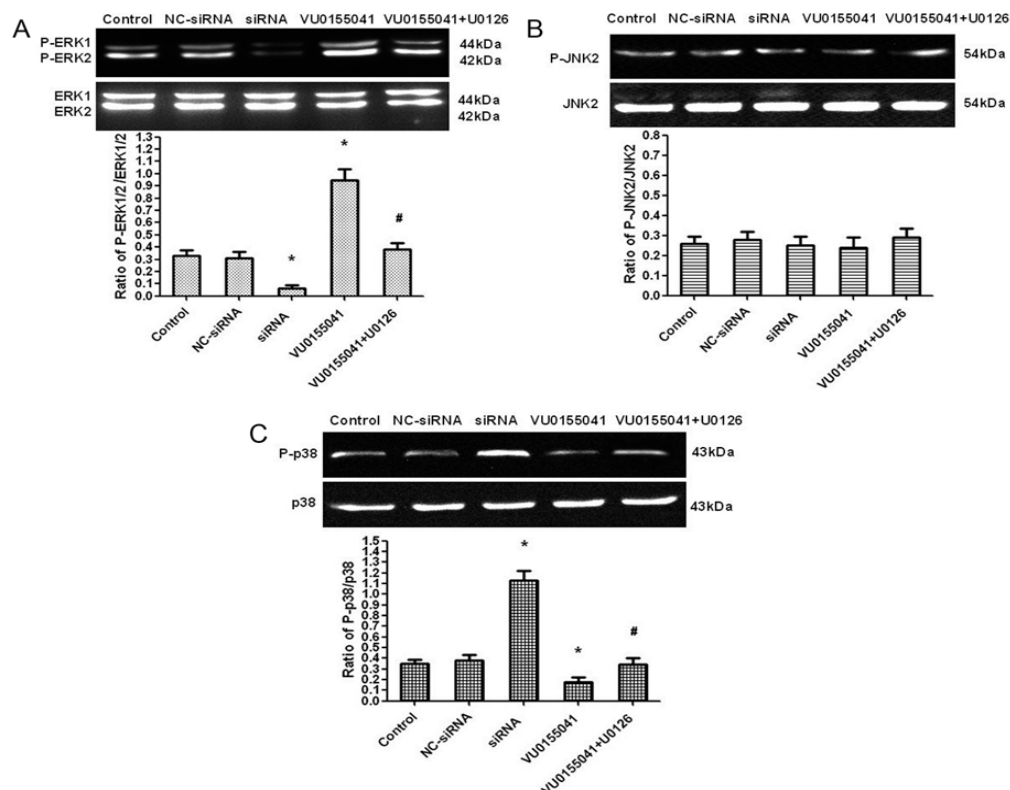 A
Control NC-siRNA siRNA VU0155041 VU0155041+U0126
P-ERK1 44kDa
P-ERK2 42kDa
ERK1 44kDa
ERK2 42kDa
Ratio of P-ERK1/2/ERK1/2
1.3
1.2
1.1
1.0
0.9
0.8
0.7
0.6
0.5
0.4
0.3
0.2
0.1
0.0
*
*
#
Control NC-siRNA siRNA VU0155041 VU0155041+U0126
B
Control NC-siRNA siRNA VU0155041 VU0155041+U0126
P-JNK2 54kDa
JNK2 54kDa
Ratio of P-JNK2/JNK2
0.8
0.7
0.6
0.5
0.4
0.3
0.2
0.1
0.0
Control NC-siRNA siRNA VU0155041 VU0155041+U0126
C
Control NC-siRNA siRNA VU0155041 VU0155041+U0126
P-p38 43kDa
p38 43kDa
Ratio of P-p38/p38
1.5
1.4
1.3
1.2
1.1
1.0
0.9
0.8
0.7
0.6
0.5
0.4
0.3
0.2
0.1
0.0
*
*
#
Control NC-siRNA siRNA VU0155041 VU0155041+U0126